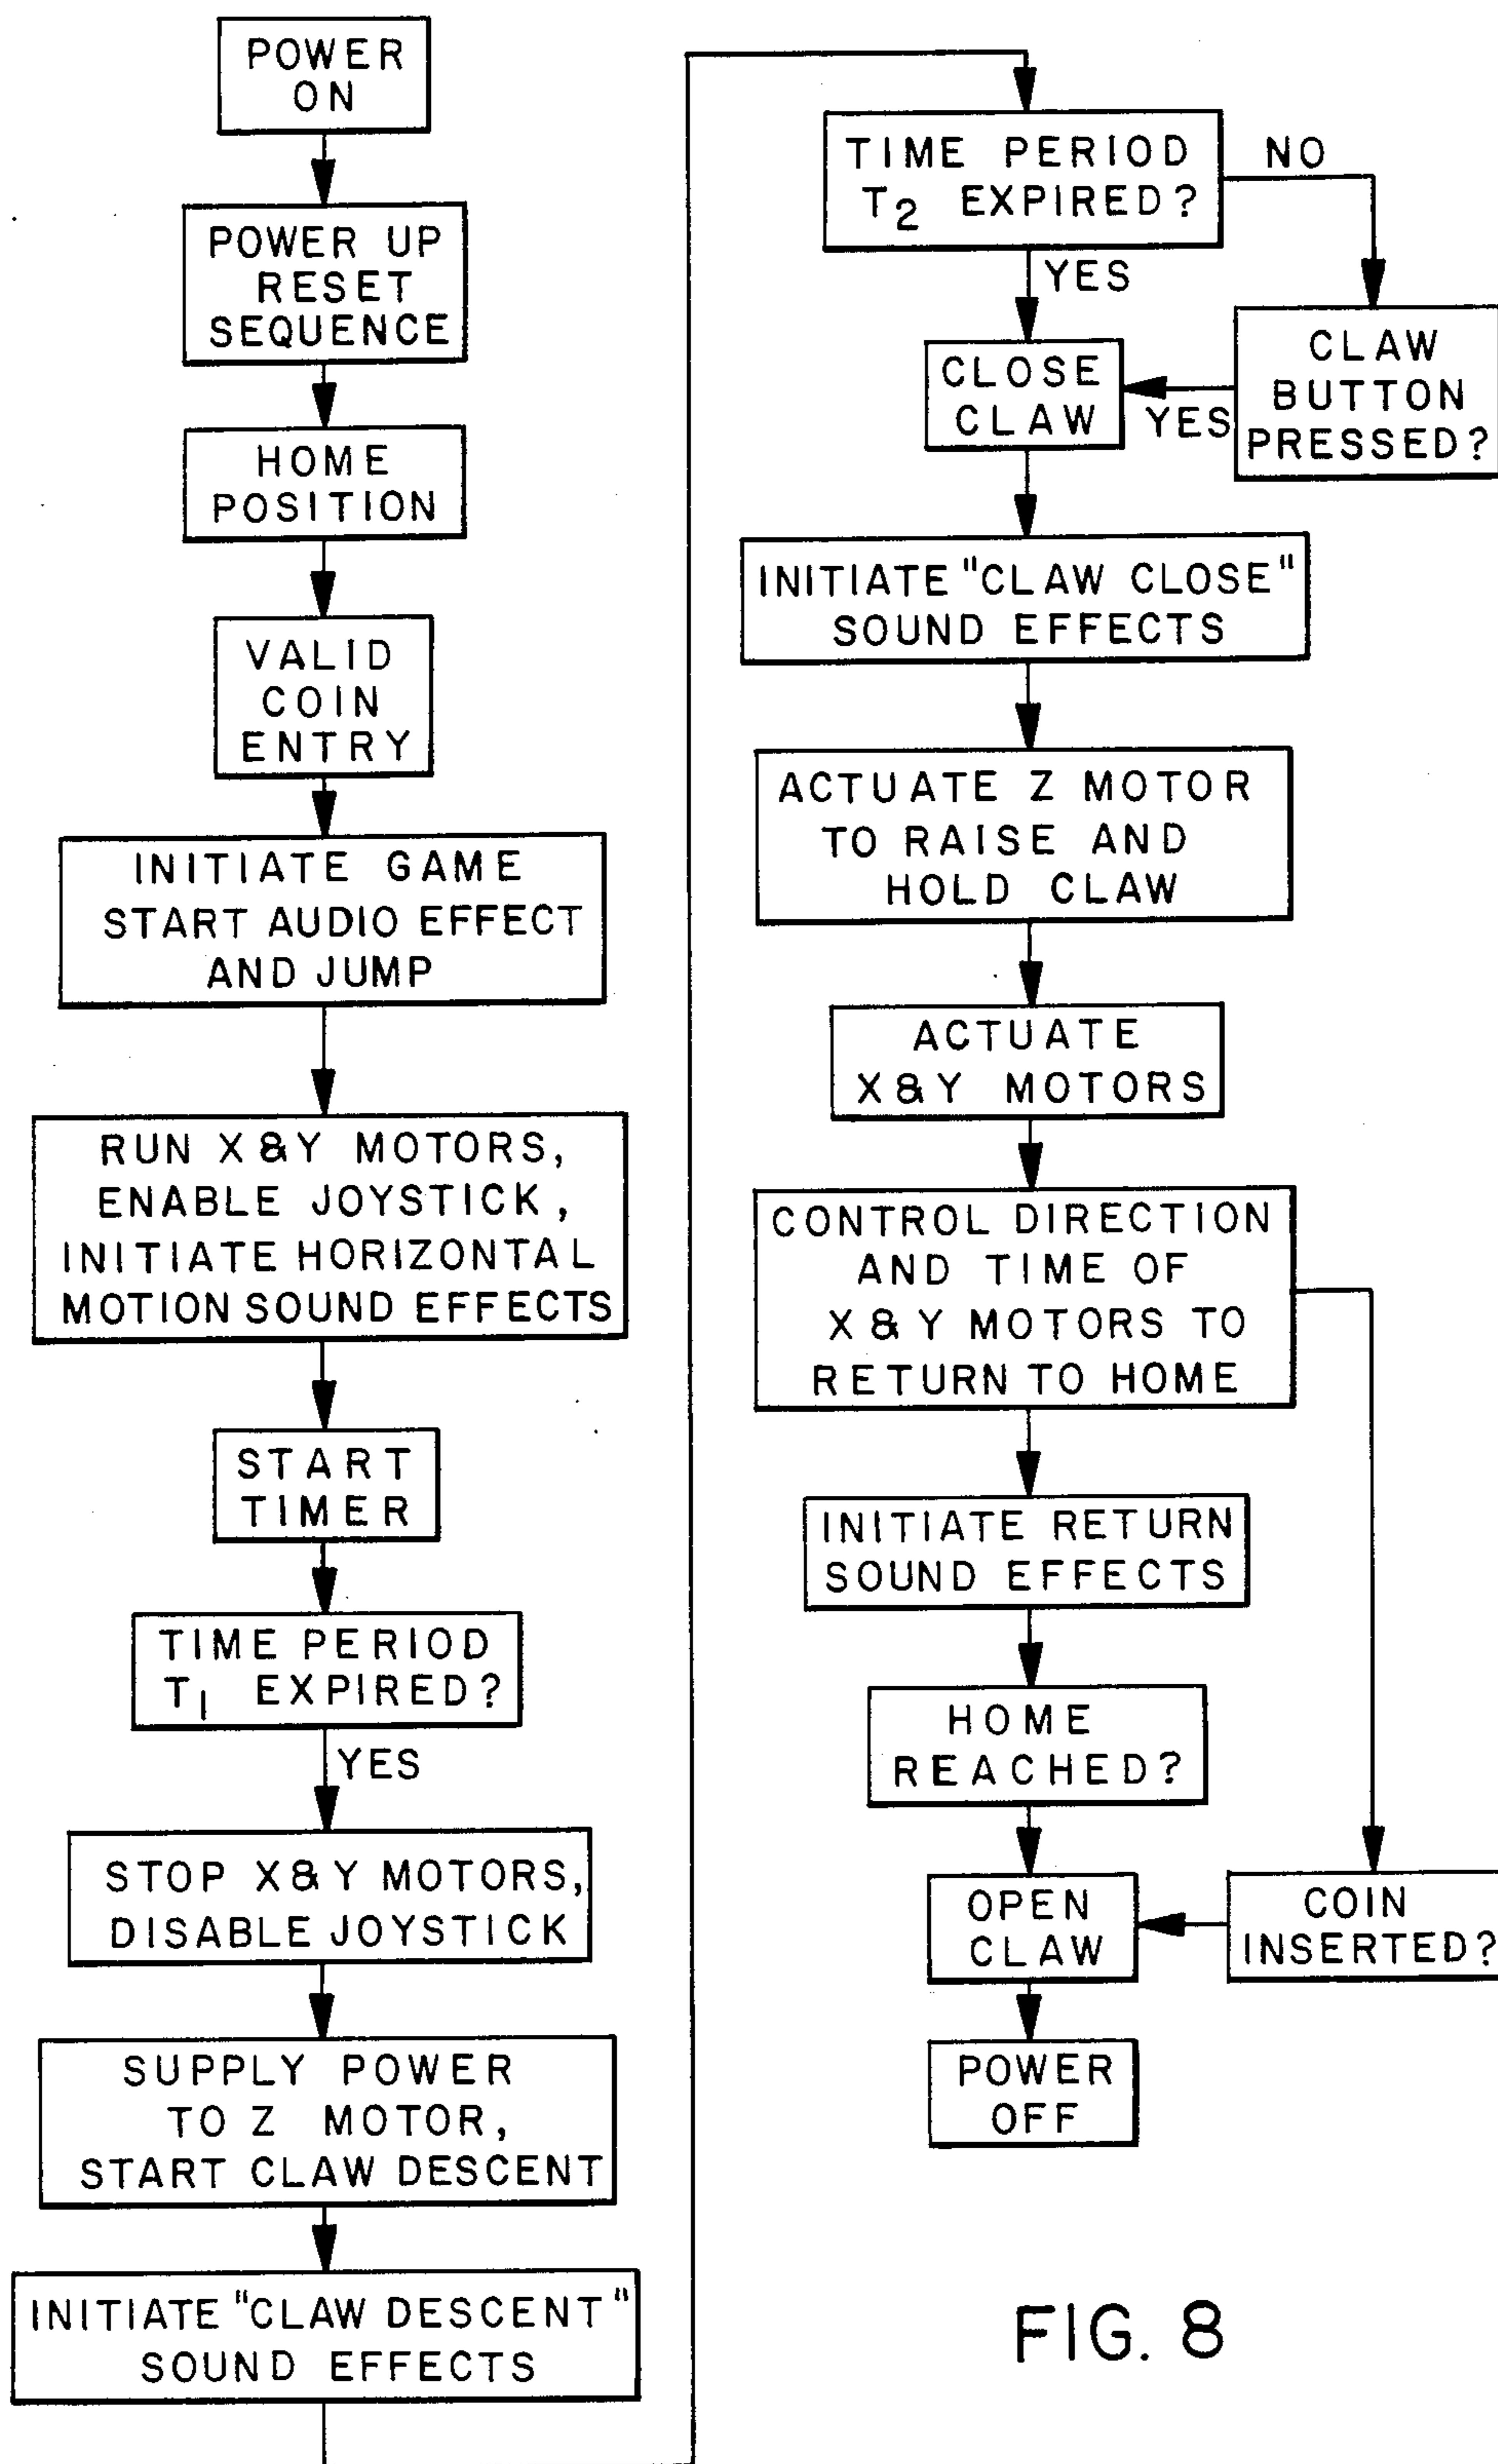 POWER
ON
POWER UP
RESET
SEQUENCE
HOME
POSITION
VALID
COIN
ENTRY
INITIATE GAME
START AUDIO EFFECT
AND JUMP
RUN X&Y MOTORS,
ENABLE JOYSTICK,
INITIATE HORIZONTAL
MOTION SOUND EFFECTS
START
TIMER
TIME PERIOD
T1 EXPIRED?
YES
STOP X&Y MOTORS,
DISABLE JOYSTICK
SUPPLY POWER
TO Z MOTOR,
START CLAW DESCENT
INITIATE "CLAW DESCENT"
SOUND EFFECTS
TIME PERIOD
T2 EXPIRED?
NO
YES
CLOSE
CLAW
YES
CLAW
BUTTON
PRESSED?
INITIATE "CLAW CLOSE"
SOUND EFFECTS
ACTUATE Z MOTOR
TO RAISE AND
HOLD CLAW
ACTUATE
X&Y MOTORS
CONTROL DIRECTION
AND TIME OF
X & Y MOTORS TO
RETURN TO HOME
INITIATE RETURN
SOUND EFFECTS
HOME
REACHED?
OPEN
CLAW
COIN
INSERTED?
POWER
OFF
FIG. 8